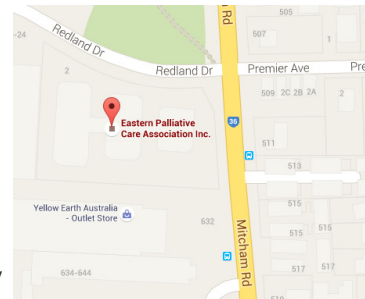 Rd
505
-24
Redland Dr
507
1
2
Redland Dr
Premier Ave
Pre
509 2C 2B 2A
2
Eastern Palliative
Care Association Inc.
36
511
513
Yellow Earth Australia
- Outlet Store
515
632
515
515
Mitcham Rd
634-644
517
517